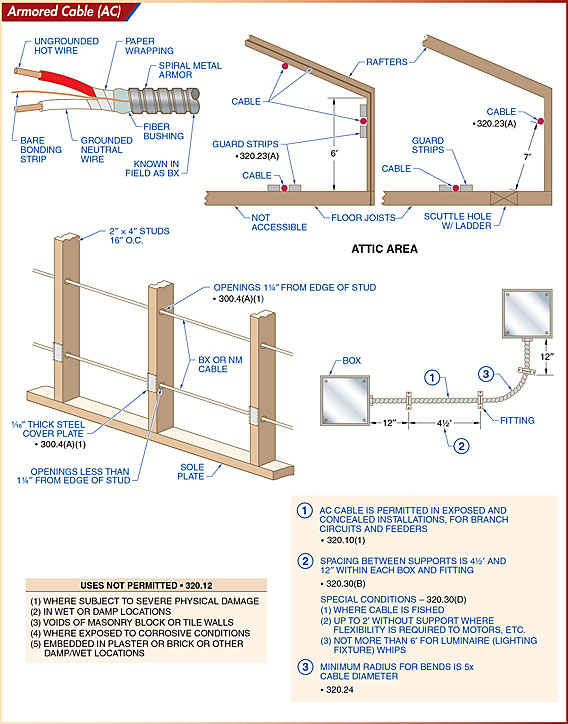 Armored Cable (AC)
UNGROUNDED
HOT WIRE
PAPER
WRAPPING
SPIRAL METAL
ARMOR
BARE
BONDING
STRIP
GROUNDED
NEUTRAL
WIRE
FIBER
BUSHING
KNOWN IN
FIELD AS BX
RAFTERS
CABLE
GUARD STRIPS
• 320.23(A)
6′
CABLE
NOT
ACCESSIBLE
FLOOR JOISTS
CABLE
• 320.23(A)
GUARD
STRIPS
CABLE
7′
SCUTTLE HOLE
W/ LADDER
ATTIC AREA
2″ × 4″ STUDS
16″ O.C.
OPENINGS 1¼″ FROM EDGE OF STUD
• 300.4(A)(1)
BX OR NM
CABLE
THICK STEEL
COVER PLATE
• 300.4(A)(1)
OPENINGS LESS THAN
1¼″ FROM EDGE OF STUD
SOLE
PLATE
BOX
1
3
12″
FITTING
12″
4½′
2
1 AC CABLE IS PERMITTED IN EXPOSED AND
CONCEALED INSTALLATIONS, FOR BRANCH
CIRCUITS AND FEEDERS
• 320.10(1)
2 SPACING BETWEEN SUPPORTS IS 4½′ AND
12″ WITHIN EACH BOX AND FITTING
• 320.30(B)
SPECIAL CONDITIONS – 320.30(D)
(1) WHERE CABLE IS FISHED
(2) UP TO 2′ WITHOUT SUPPORT WHERE
FLEXIBILITY IS REQUIRED TO MOTORS, ETC.
(3) NOT MORE THAN 6′ FOR LUMINAIRE (LIGHTING
FIXTURE) WHIPS
3 MINIMUM RADIUS FOR BENDS IS 5x
CABLE DIAMETER
• 320.24
USES NOT PERMITTED • 320.12
(1) WHERE SUBJECT TO SEVERE PHYSICAL DAMAGE
(2) IN WET OR DAMP LOCATIONS
(3) VOIDS OF MASONRY BLOCK OR TILE WALLS
(4) WHERE EXPOSED TO CORROSIVE CONDITIONS
(5) EMBEDDED IN PLASTER OR BRICK OR OTHER
DAMP/WET LOCATIONS